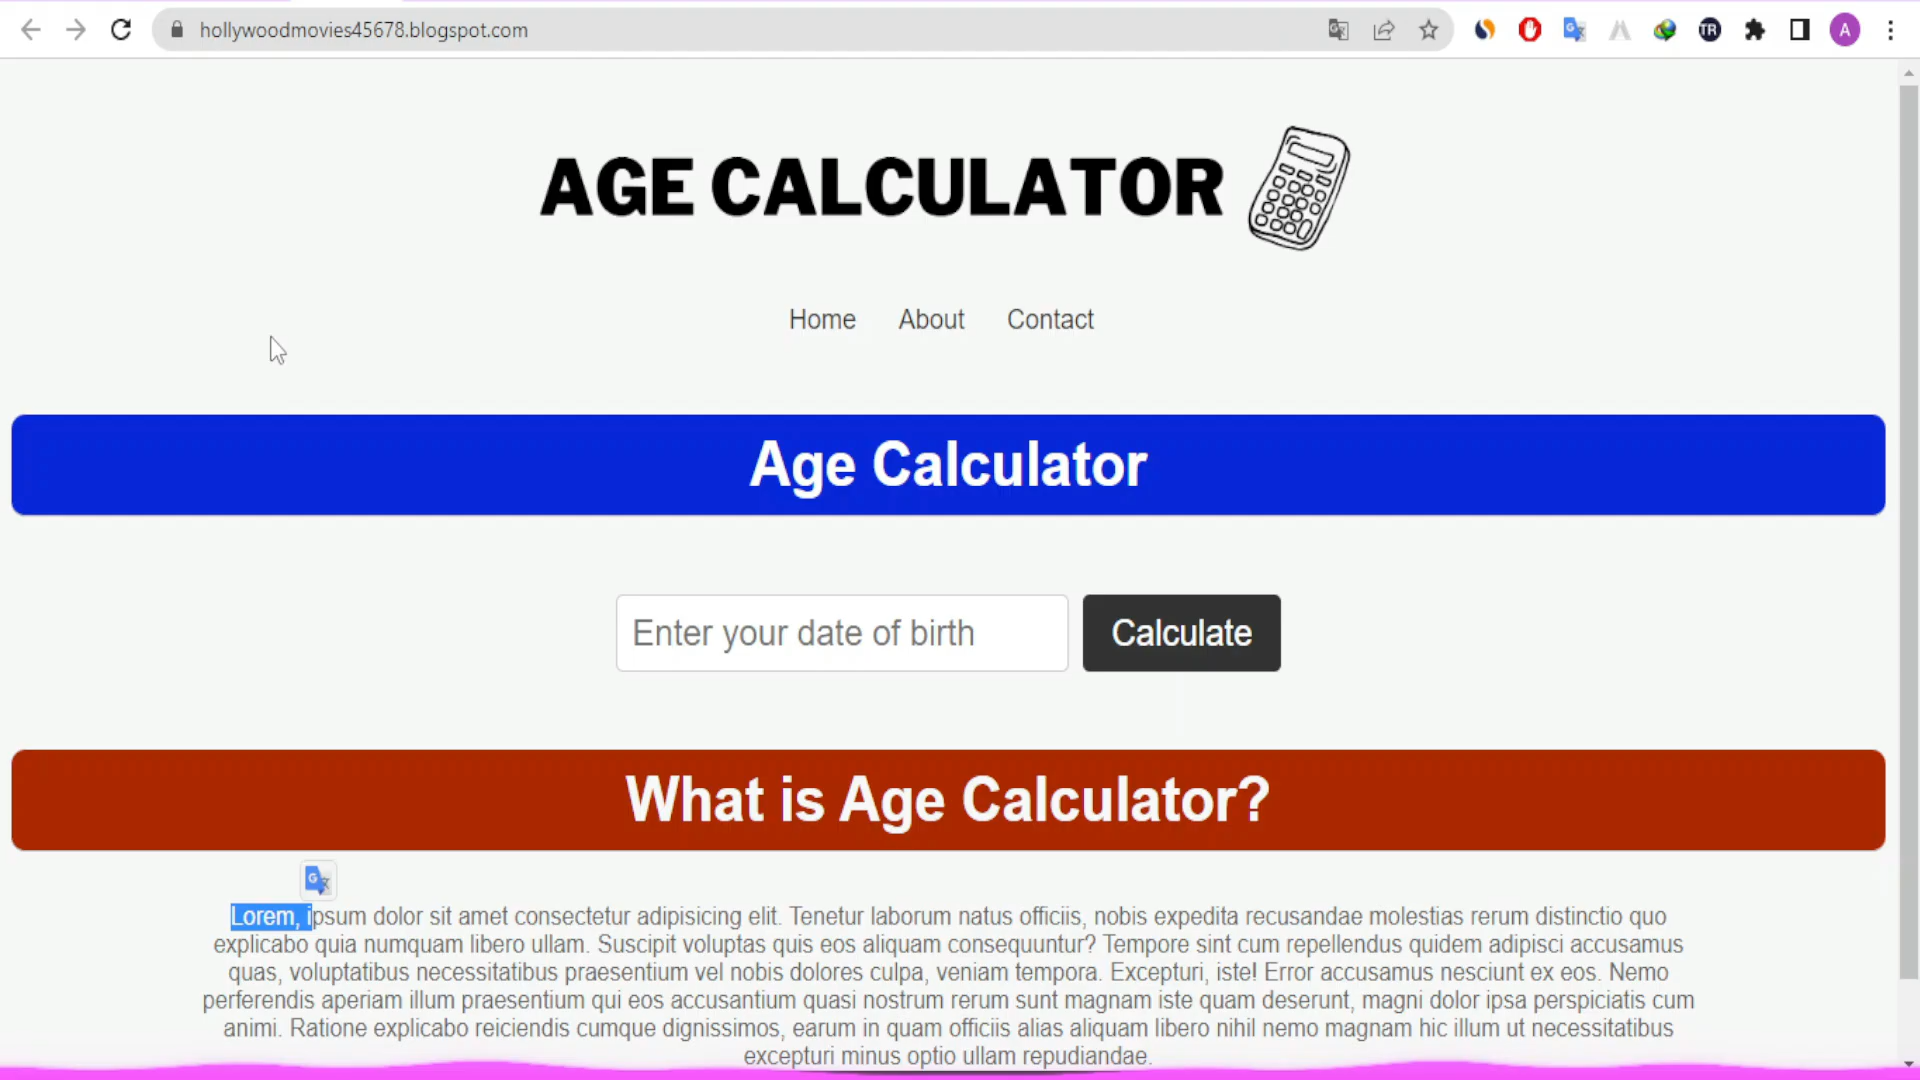 hollywoodmovies45678.blogspot.com
TR
A
AGE CALCULATOR
Home About Contact
Age Calculator
Enter your date of birth Calculate
What is Age Calculator?
Lorem, ipsum dolor sit amet consectetur adipisicing elit. Tenetur laborum natus officiis, nobis expedita recusandae molestias rerum distinctio quo
explicabo quia numquam libero ullam. Suscipit voluptas quis eos aliquam consequuntur? Tempore sint cum repellendus quidem adipisci accusamus
quas, voluptatibus necessitatibus praesentium vel nobis dolores culpa, veniam tempora. Excepturi, iste! Error accusamus nesciunt ex eos. Nemo
perferendis aperiam illum praesentium qui eos accusantium quasi nostrum rerum sunt magnam iste quam deserunt, magni dolor ipsa perspiciatis cum
animi. Ratione explicabo reiciendis cumque dignissimos, earum in quam officiis alias aliquam libero nihil nemo magnam hic illum ut necessitatibus
excepturi minus optio ullam repudiandae.